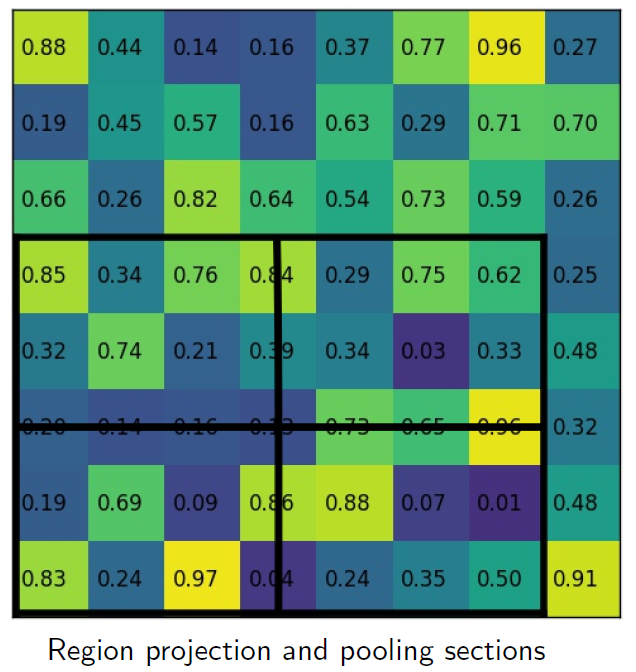 0.88 0.44 0.14 0.16 0.37 0.77 0.96 0.27
0.19 0.45 0.57 0.16 0.63 0.29 0.71 0.70
0.66 0.26 0.82 0.64 0.54 0.73 0.59 0.26
0.85 0.34 0.76 0.84 0.29 0.75 0.62 0.25
0.32 0.74 0.21 0.39 0.34 0.03 0.33 0.48
0.20 0.14 0.16 0.13 0.73 0.65 0.96 0.32
0.19 0.69 0.09 0.86 0.88 0.07 0.01 0.48
0.83 0.24 0.97 0.04 0.24 0.35 0.50 0.91
Region projection and pooling sections